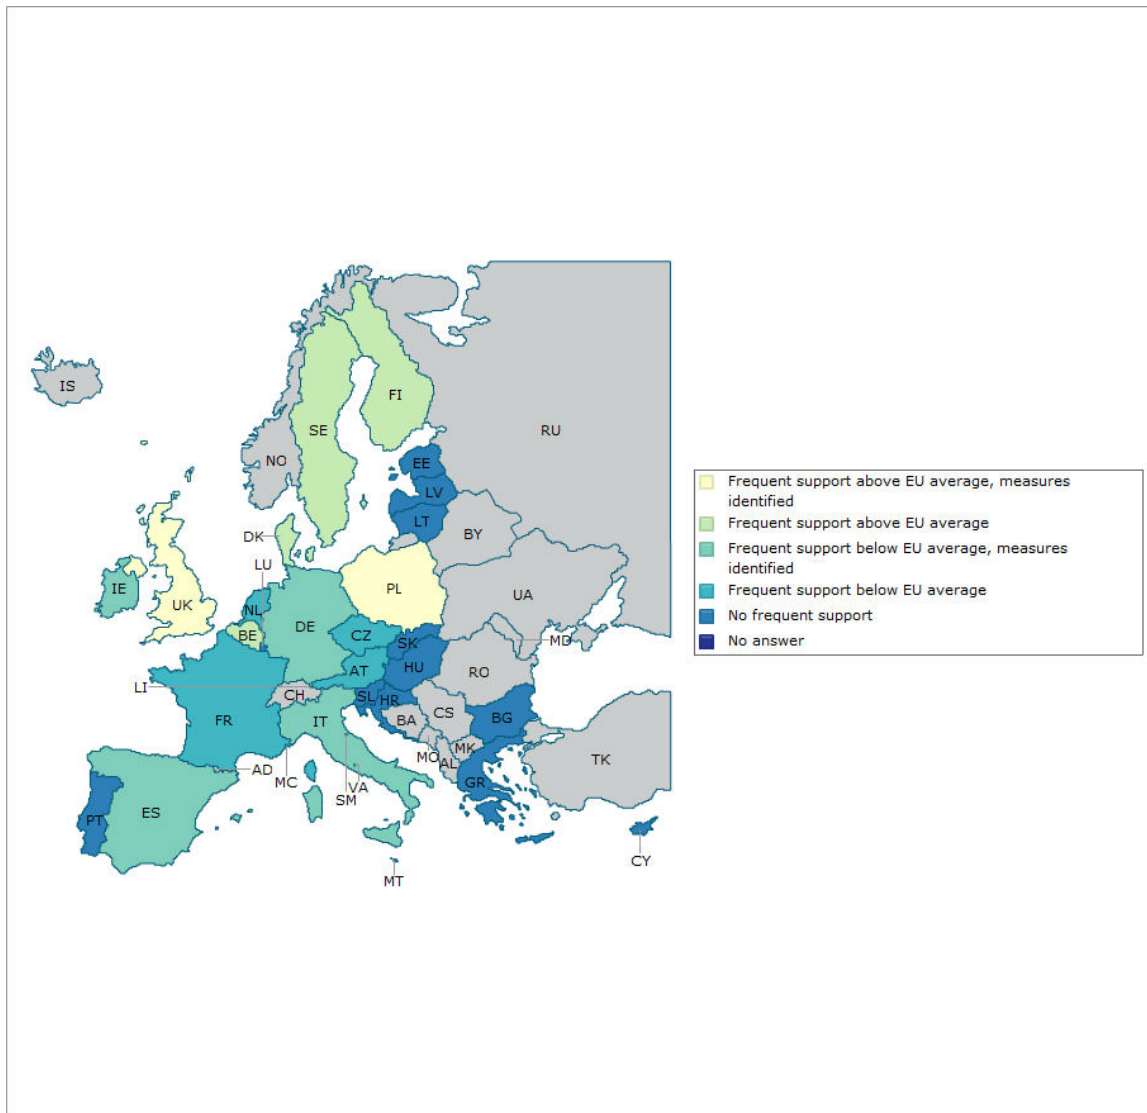 IS
FI
SE
RU
NO
EE
LV
LT
BY
DK
LU
IE
UK
NL
BE
DE
PL
UA
CZ
SK
MD
AT
HU
RO
LI
CH
SL
HR
FR
IT
BA
CS
BG
MO
MK
AL
TK
AD
MC
SM
VA
GR
PT
ES
CY
MT
Frequent support above EU average, measures
identified
Frequent support above EU average
Frequent support below EU average, measures
identified
Frequent support below EU average
No frequent support
No answer